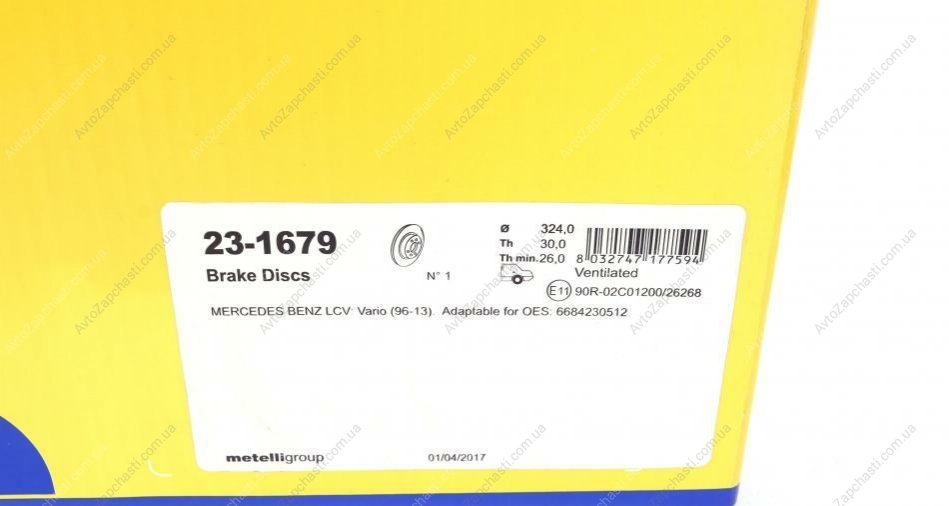 23-1679
Brake Discs
N° 1
Ø 324,0
Th 30,0
Th min. 26,0
8 032747 177594
Ventilated
E11 90R-02C01200/26268
MERCEDES BENZ LCV: Vario (96-13). Adaptable for OES: 6684230512
metelligroup
01/04/2017
AvtoZapchasti.com.ua